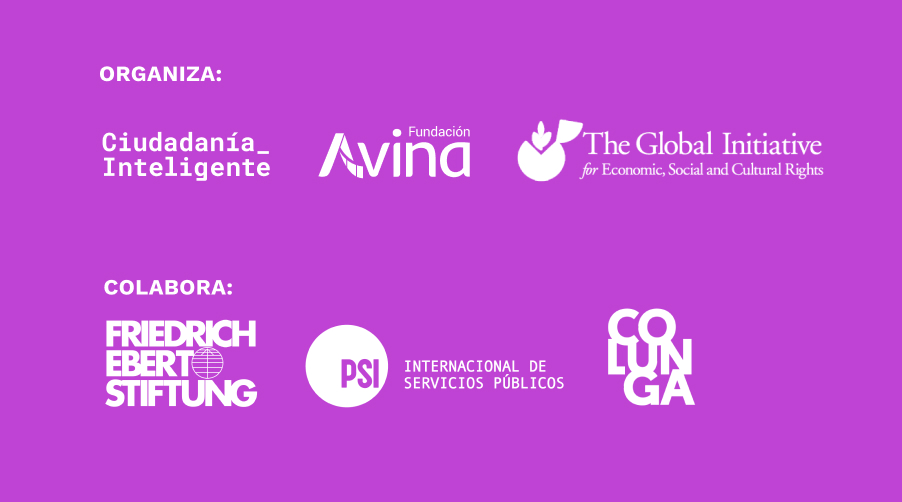 ORGANIZA:
Ciudadanía_
Inteligente
Fundación
Avina
The Global Initiative
for Economic, Social and Cultural Rights
COLABORA:
FRIEDRICH
EBERT
STIFTUNG
PSI
INTERNACIONAL DE
SERVICIOS PÚBLICOS
CO
LUN
GA